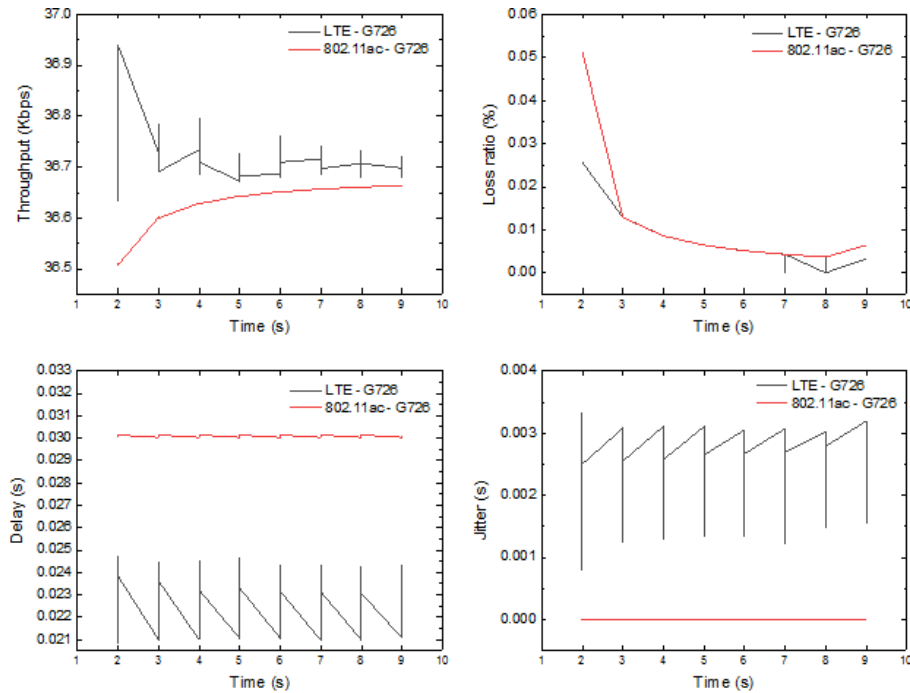 37.0
36.9
36.8
36.7
36.6
36.5
Throughput (Kbps)
LTE - G726
802.11ac - G726
1 2 3 4 5 6 7 8 9 10
Time (s)
0.06
0.05
0.04
0.03
0.02
0.01
0.00
Loss ratio (%)
LTE - G726
802.11ac - G726
1 2 3 4 5 6 7 8 9 10
Time (s)
0.033
0.032
0.031
0.030
0.029
0.028
0.027
0.026
0.025
0.024
0.023
0.022
0.021
Delay (s)
LTE - G726
802.11ac - G726
1 2 3 4 5 6 7 8 9 10
Time (s)
0.004
0.003
0.002
0.001
0.000
Jitter (s)
LTE - G726
802.11ac - G726
1 2 3 4 5 6 7 8 9 10
Time (s)